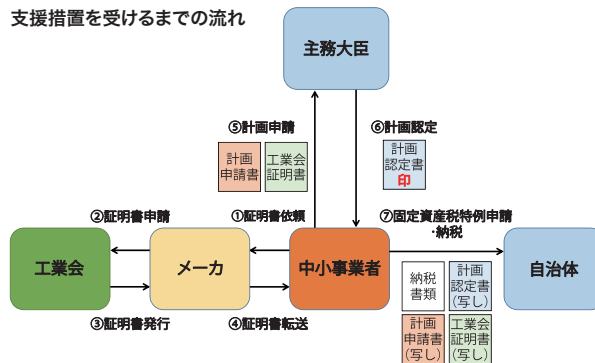 支援措置を受けるまでの流れ
主務大臣
⑤計画申請
⑥計画認定
計画
申請書
工業会
証明書
計画
認定書
印
②証明書申請
①証明書依頼
⑦固定資産税特例申請
・納税
工業会
メーカ
中小事業者
自治体
③証明書発行
④証明書転送
納税
書類
計画
認定書
(写し)
計画
申請書
(写し)
工業会
証明書
(写し)